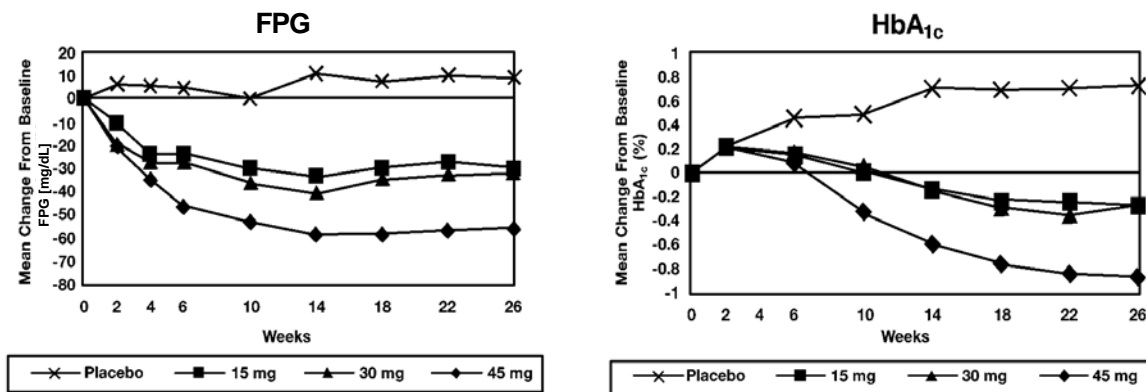 FPG
20
10
0
-10
-20
-30
-40
-50
-60
-70
-80
Mean Change From Baseline
FPG [mg/dL]
0 2 4 6 10 14 18 22 26
Weeks
Placebo 15 mg 30 mg 45 mg
HbA1c
1
0.8
0.6
0.4
0.2
0
-0.2
-0.4
-0.6
-0.8
-1
Mean Change From Baseline
HbA1c (%)
0 2 4 6 10 14 18 22 26
Weeks
Placebo 15 mg 30 mg 45 mg